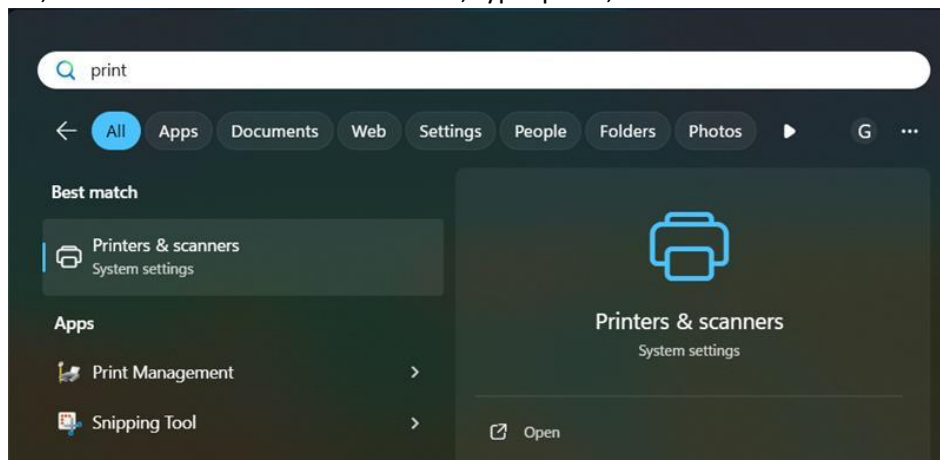 print
All Apps Documents Web Settings People Folders Photos G ...
Best match
Printers & scanners
System settings
Apps
Print Management
Snipping Tool
Printers & scanners
System settings
Open